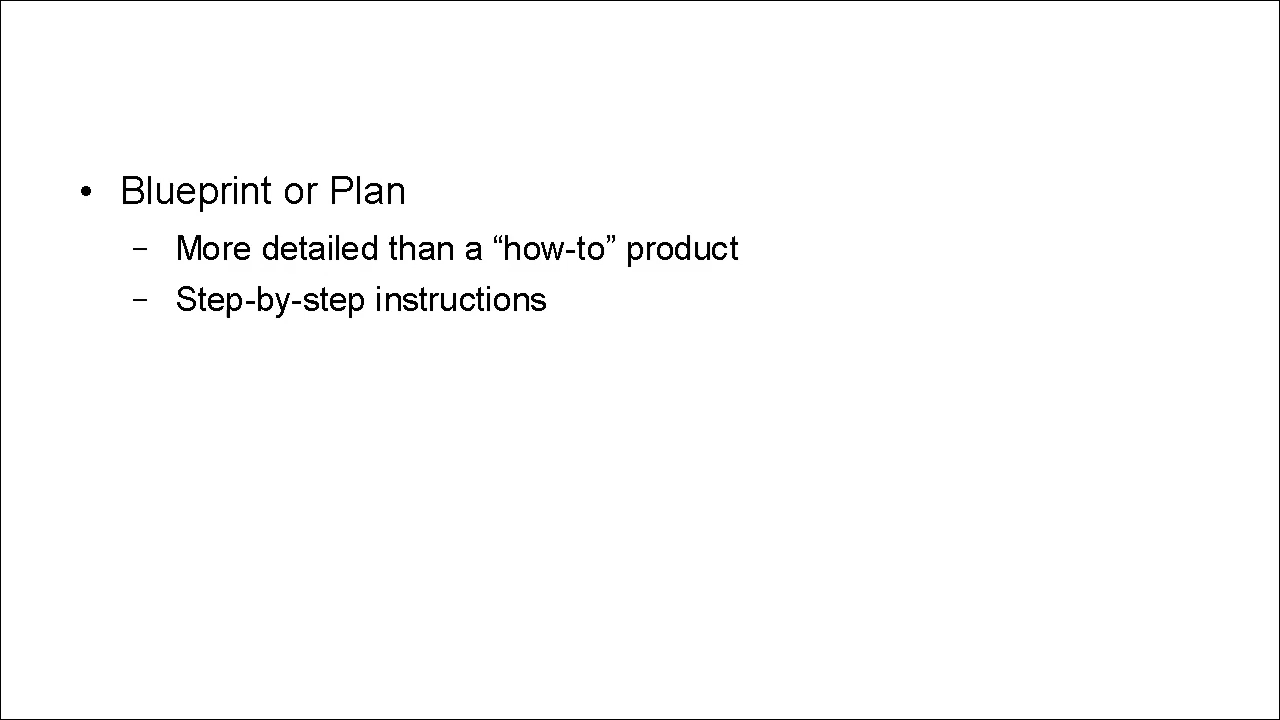 • Blueprint or Plan
– More detailed than a “how-to” product
– Step-by-step instructions